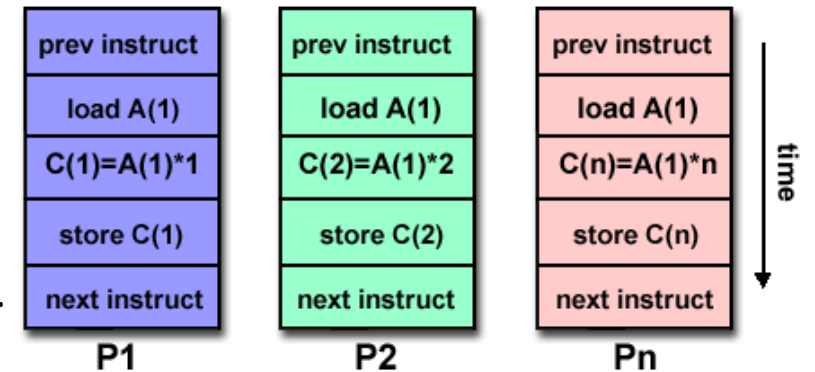 prev instruct
load A(1)
C(1)=A(1)*1
store C(1)
next instruct
P1
prev instruct
load A(1)
C(2)=A(1)*2
store C(2)
next instruct
P2
prev instruct
load A(1)
C(n)=A(1)*n
store C(n)
next instruct
Pn
time